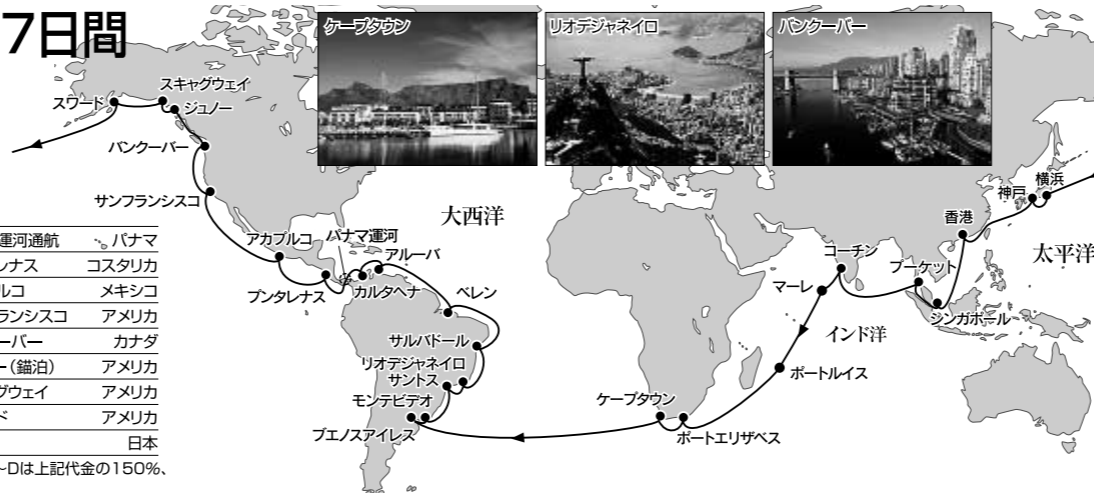 7日間
ケープタウン
リオデジャネイロ
バンクーバー
スキャグウェイ
スワード
ジュノー
バンクーバー
サンフランシスコ
大西洋
アカプルコ
パナマ運河
アルーバ
プンタレナス
カルタヘナ
ベレン
サルバドール
リオデジャネイロ
サントス
モンテビデオ
ブエノスアイレス
ケープタウン
ポートエリザベス
ポートルイス
インド洋
マーレ
コーチン
プーケット
シンガポール
香港
神戸
横浜
太平洋
運河通航 パナマ
レナス コスタリカ
ルコ メキシコ
ランシスコ アメリカ
ーバー カナダ
ー(錨泊) アメリカ
グウェイ アメリカ
ド アメリカ
日本
~Dは上記代金の150%、